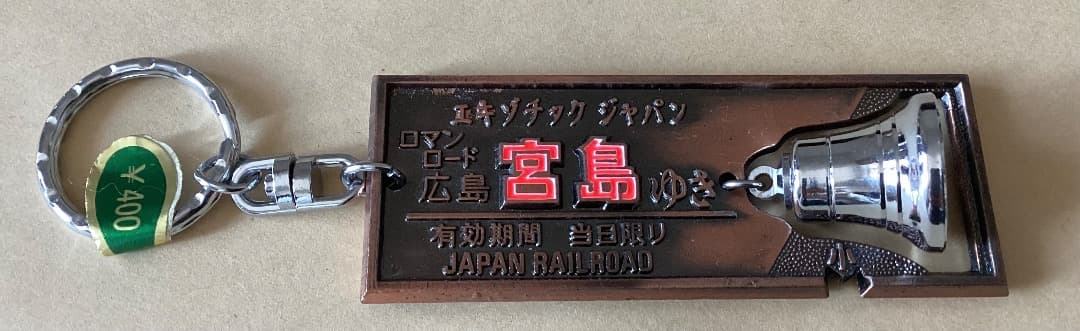 ¥400
エキゾチック ジャパン
ロマン
ロード
広島 宮島 ゆき
有効期間 当日限り
JAPAN RAILROAD
小